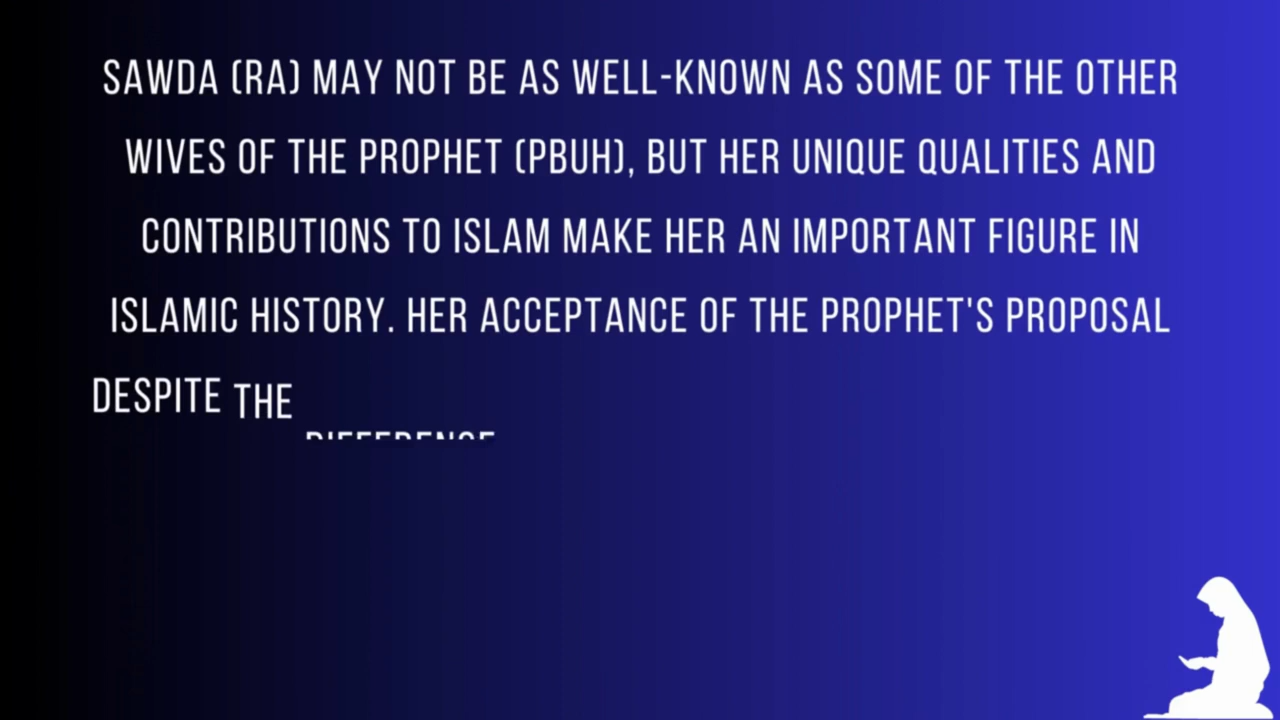 SAWDA (RA) MAY NOT BE AS WELL-KNOWN AS SOME OF THE OTHER
WIVES OF THE PROPHET (PBUH), BUT HER UNIQUE QUALITIES AND
CONTRIBUTIONS TO ISLAM MAKE HER AN IMPORTANT FIGURE IN
ISLAMIC HISTORY. HER ACCEPTANCE OF THE PROPHET'S PROPOSAL
DESPITE THE